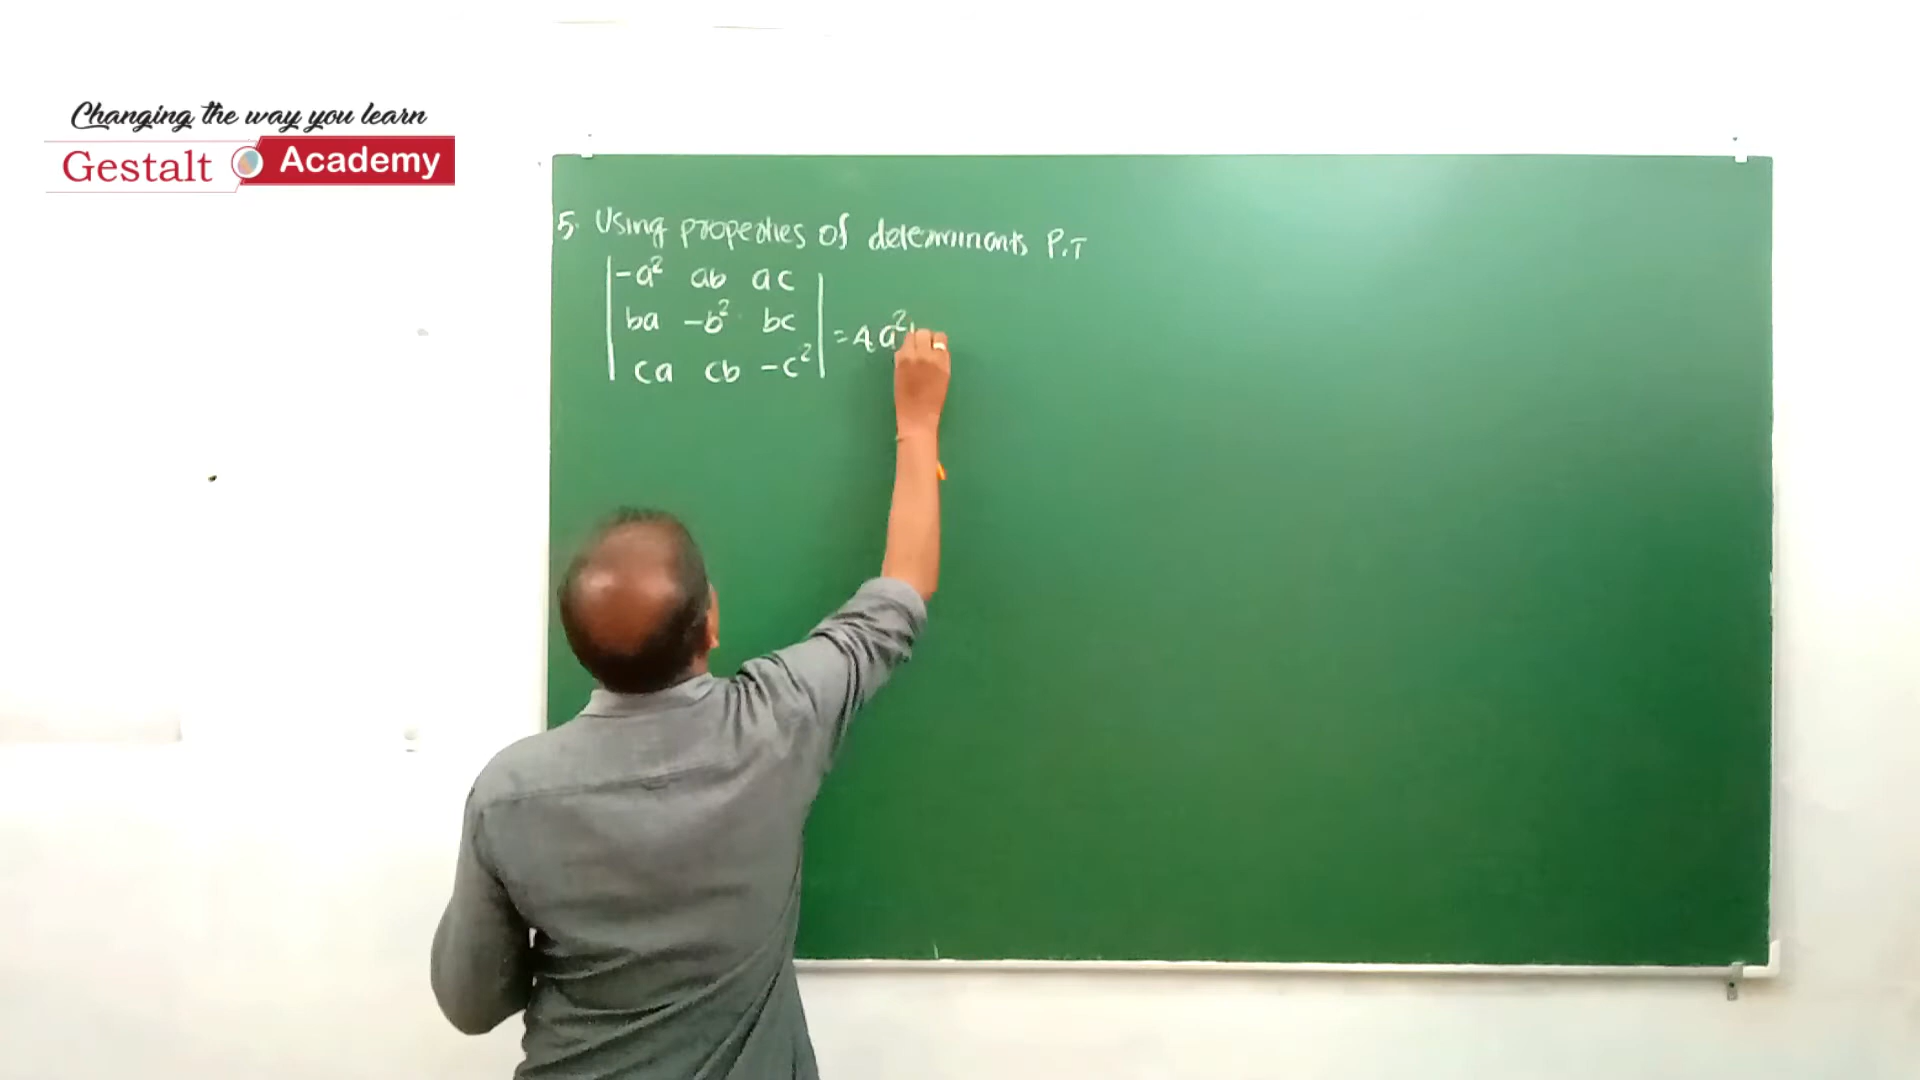 Changing the way you learn
Gestalt Academy
5. Using properties of determinants P.T
-a² ab ac
ba -b² bc
= 4a²
ca cb -c²